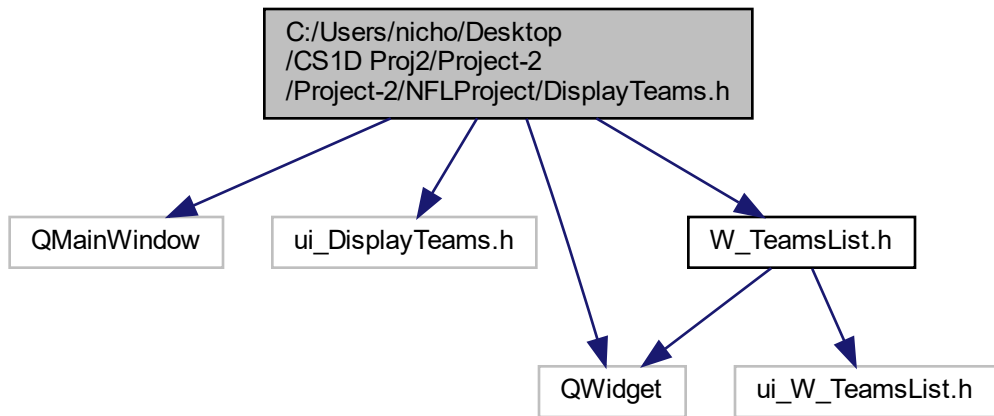 C:/Users/nicho/Desktop
/CS1D Proj2/Project-2
/Project-2/NFLProject/DisplayTeams.h
QMainWindow
ui_DisplayTeams.h
W_TeamsList.h
QWidget
ui_W_TeamsList.h